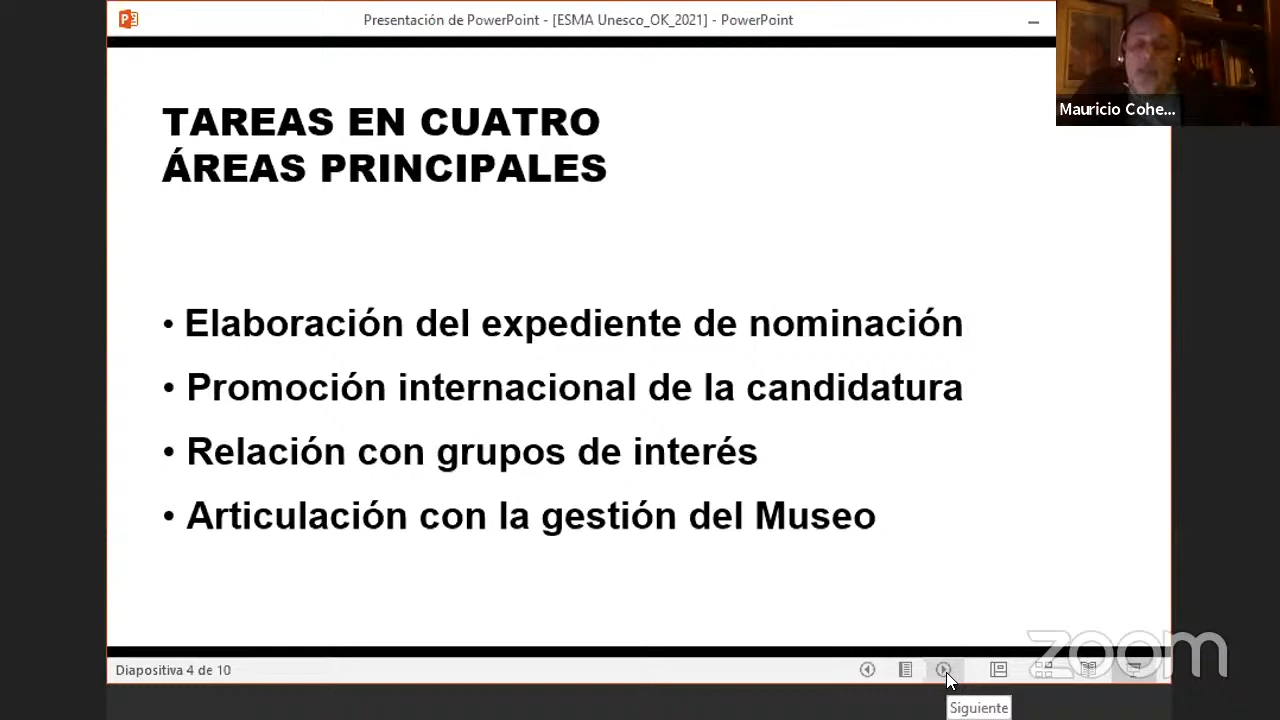 Presentación de PowerPoint - [ESMA Unesco_OK_2021] - PowerPoint
Mauricio Cohe...
TAREAS EN CUATRO
ÁREAS PRINCIPALES
• Elaboración del expediente de nominación
• Promoción internacional de la candidatura
• Relación con grupos de interés
• Articulación con la gestión del Museo
zoom
Diapositiva 4 de 10
Siguiente